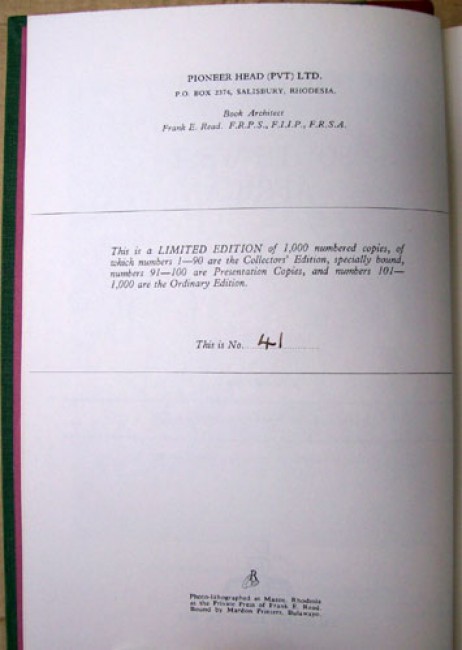 PIONEER HEAD (PVT) LTD.
P.O. BOX 2374, SALISBURY, RHODESIA.
Book Architect
Frank E. Read. F.R.P.S., F.I.I.P., F.R.S.A.
This is a LIMITED EDITION of 1,000 numbered copies, of
which numbers 1—90 are the Collectors' Edition, specially bound,
numbers 91—100 are Presentation Copies, and numbers 101—
1,000 are the Ordinary Edition.
This is No. 41
R
Photo-lithographed at Mazoe, Rhodesia
at the Private Press of Frank E. Read.
Bound by Mardon Printers, Bulawayo.